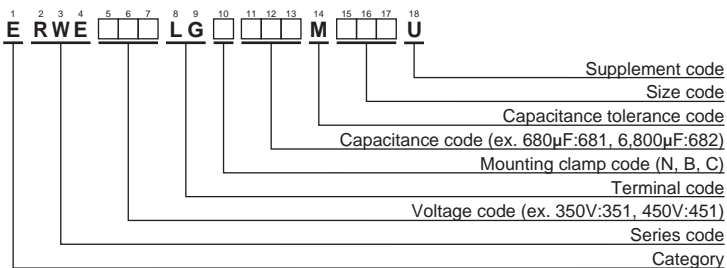 1 2 3 4 5 6 7 8 9 10 11 12 13 14 15 16 17 18
E RWE LG M U
Supplement code
Size code
Capacitance tolerance code
Capacitance code (ex. 680µF:681, 6,800µF:682)
Mounting clamp code (N, B, C)
Terminal code
Voltage code (ex. 350V:351, 450V:451)
Series code
Category